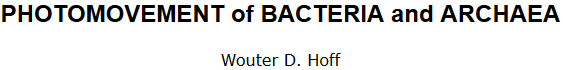 PHOTOMOVEMENT of BACTERIA and ARCHAEA
Wouter D. Hoff